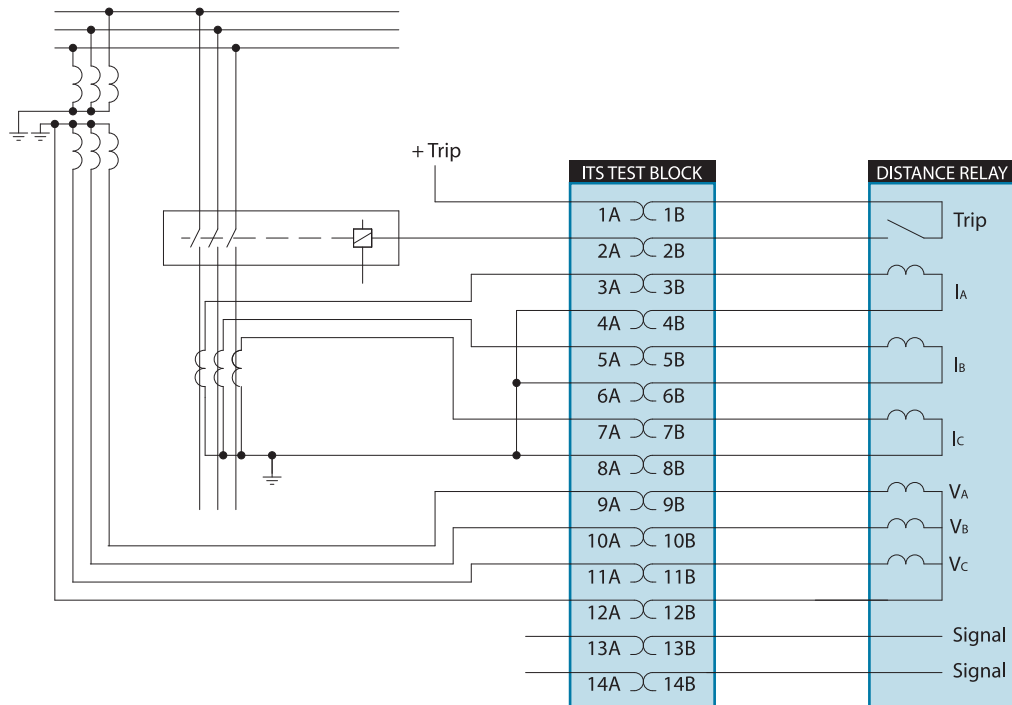 + Trip
ITS TEST BLOCK
DISTANCE RELAY
1A 1B
Trip
2A 2B
3A 3B
IA
4A 4B
5A 5B
IB
6A 6B
7A 7B
IC
8A 8B
9A 9B
VA
10A 10B
VB
11A 11B
VC
12A 12B
13A 13B
Signal
14A 14B
Signal